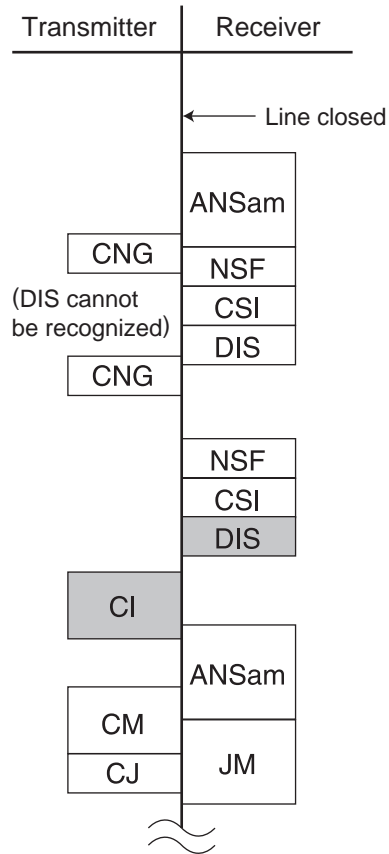 Transmitter Receiver
Line closed
ANSam
CNG
NSF
(DIS cannot
be recognized)
CSI
DIS
CNG
NSF
CSI
DIS
CI
ANSam
CM
JM
CJ